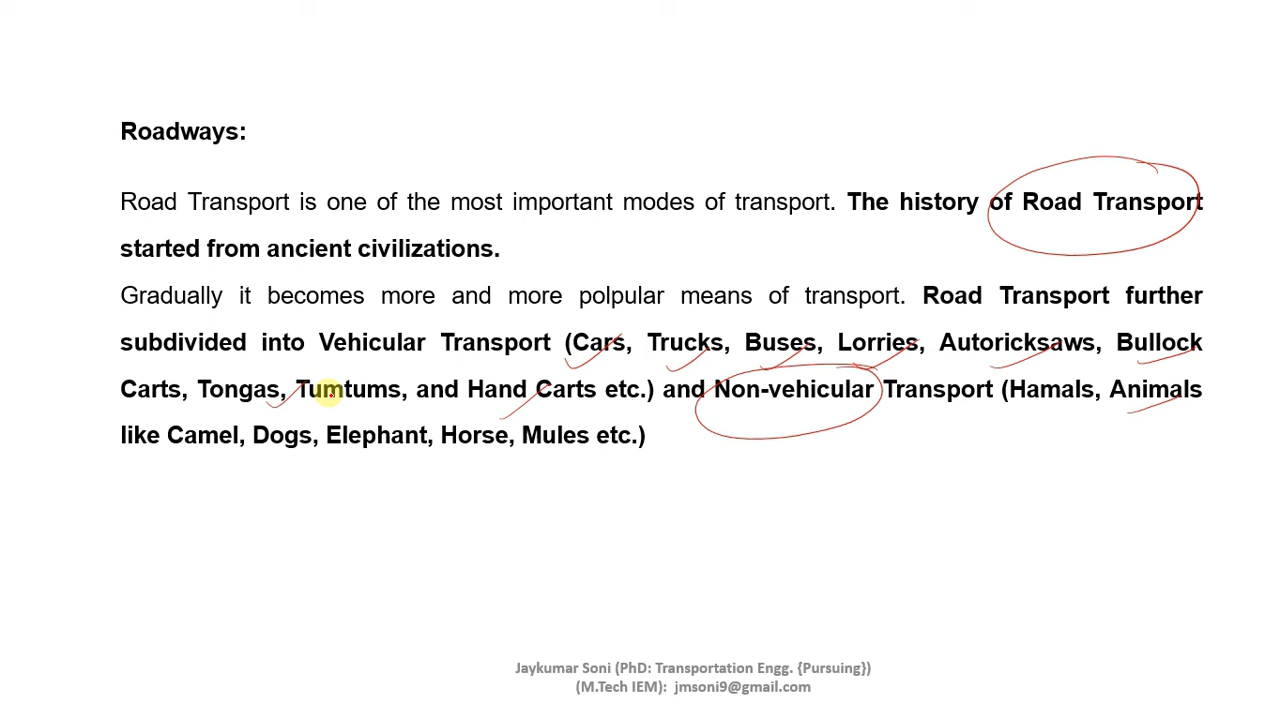 Roadways:
Road Transport is one of the most important modes of transport. The history of Road Transport
started from ancient civilizations.
Gradually it becomes more and more polpular means of transport. Road Transport further
subdivided into Vehicular Transport (Cars, Trucks, Buses, Lorries, Autoricksaws, Bullock
Carts, Tongas, Tumtums, and Hand Carts etc.) and Non-vehicular Transport (Hamals, Animals
like Camel, Dogs, Elephant, Horse, Mules etc.)
Jaykumar Soni (PhD: Transportation Engg. {Pursuing})
(M.Tech IEM): jmsoni9@gmail.com